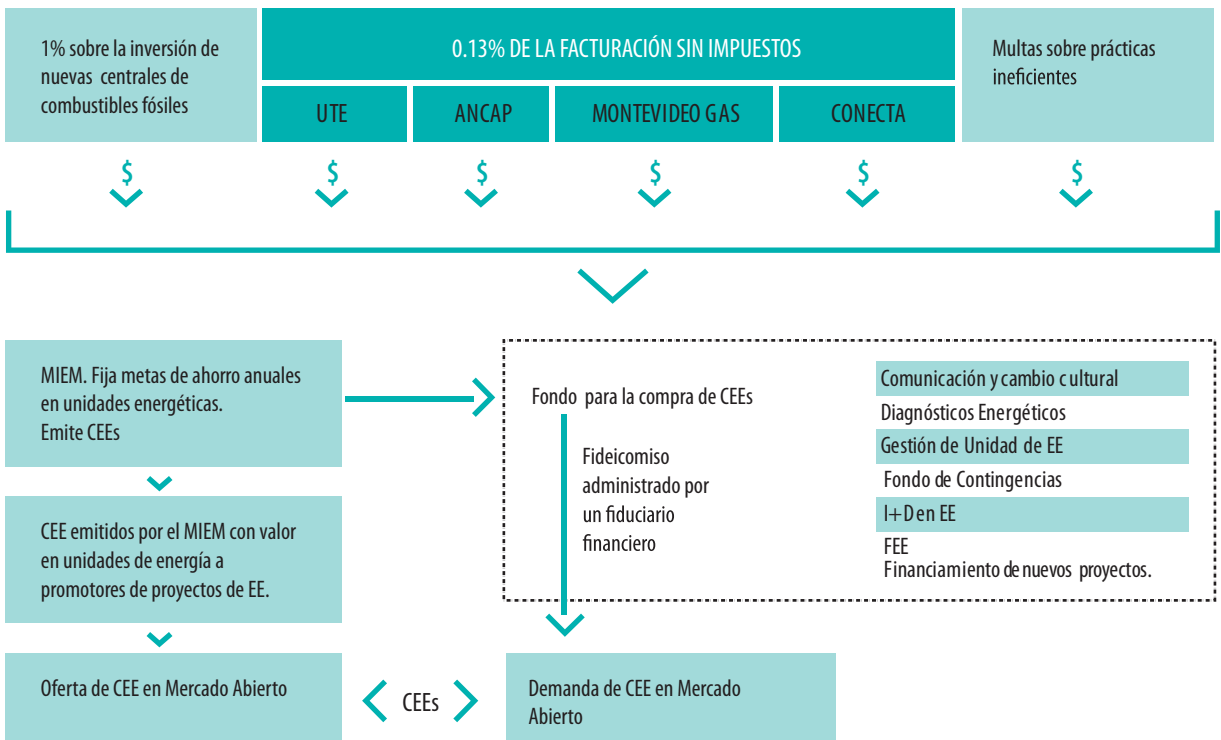 1% sobre la inversión de
nuevas centrales de
combustibles fósiles
0.13% DE LA FACTURACIÓN SIN IMPUESTOS
UTE
ANCAP
MONTEVIDEO GAS
CONECTA
Multas sobre prácticas
ineficientes
$
$
$
$
$
$
MIEM. Fija metas de ahorro anuales
en unidades energéticas.
Emite CEEs
CEE emitidos por el MIEM con valor
en unidades de energía a
promotores de proyectos de EE.
Oferta de CEE en Mercado Abierto
CEEs
Fondo para la compra de CEEs
Fideicomiso
administrado por
un fiduciario
financiero
Demanda de CEE en Mercado
Abierto
Comunicación y cambio cultural
Diagnósticos Energéticos
Gestión de Unidad de EE
Fondo de Contingencias
I+D en EE
FEE
Financiamiento de nuevos proyectos.